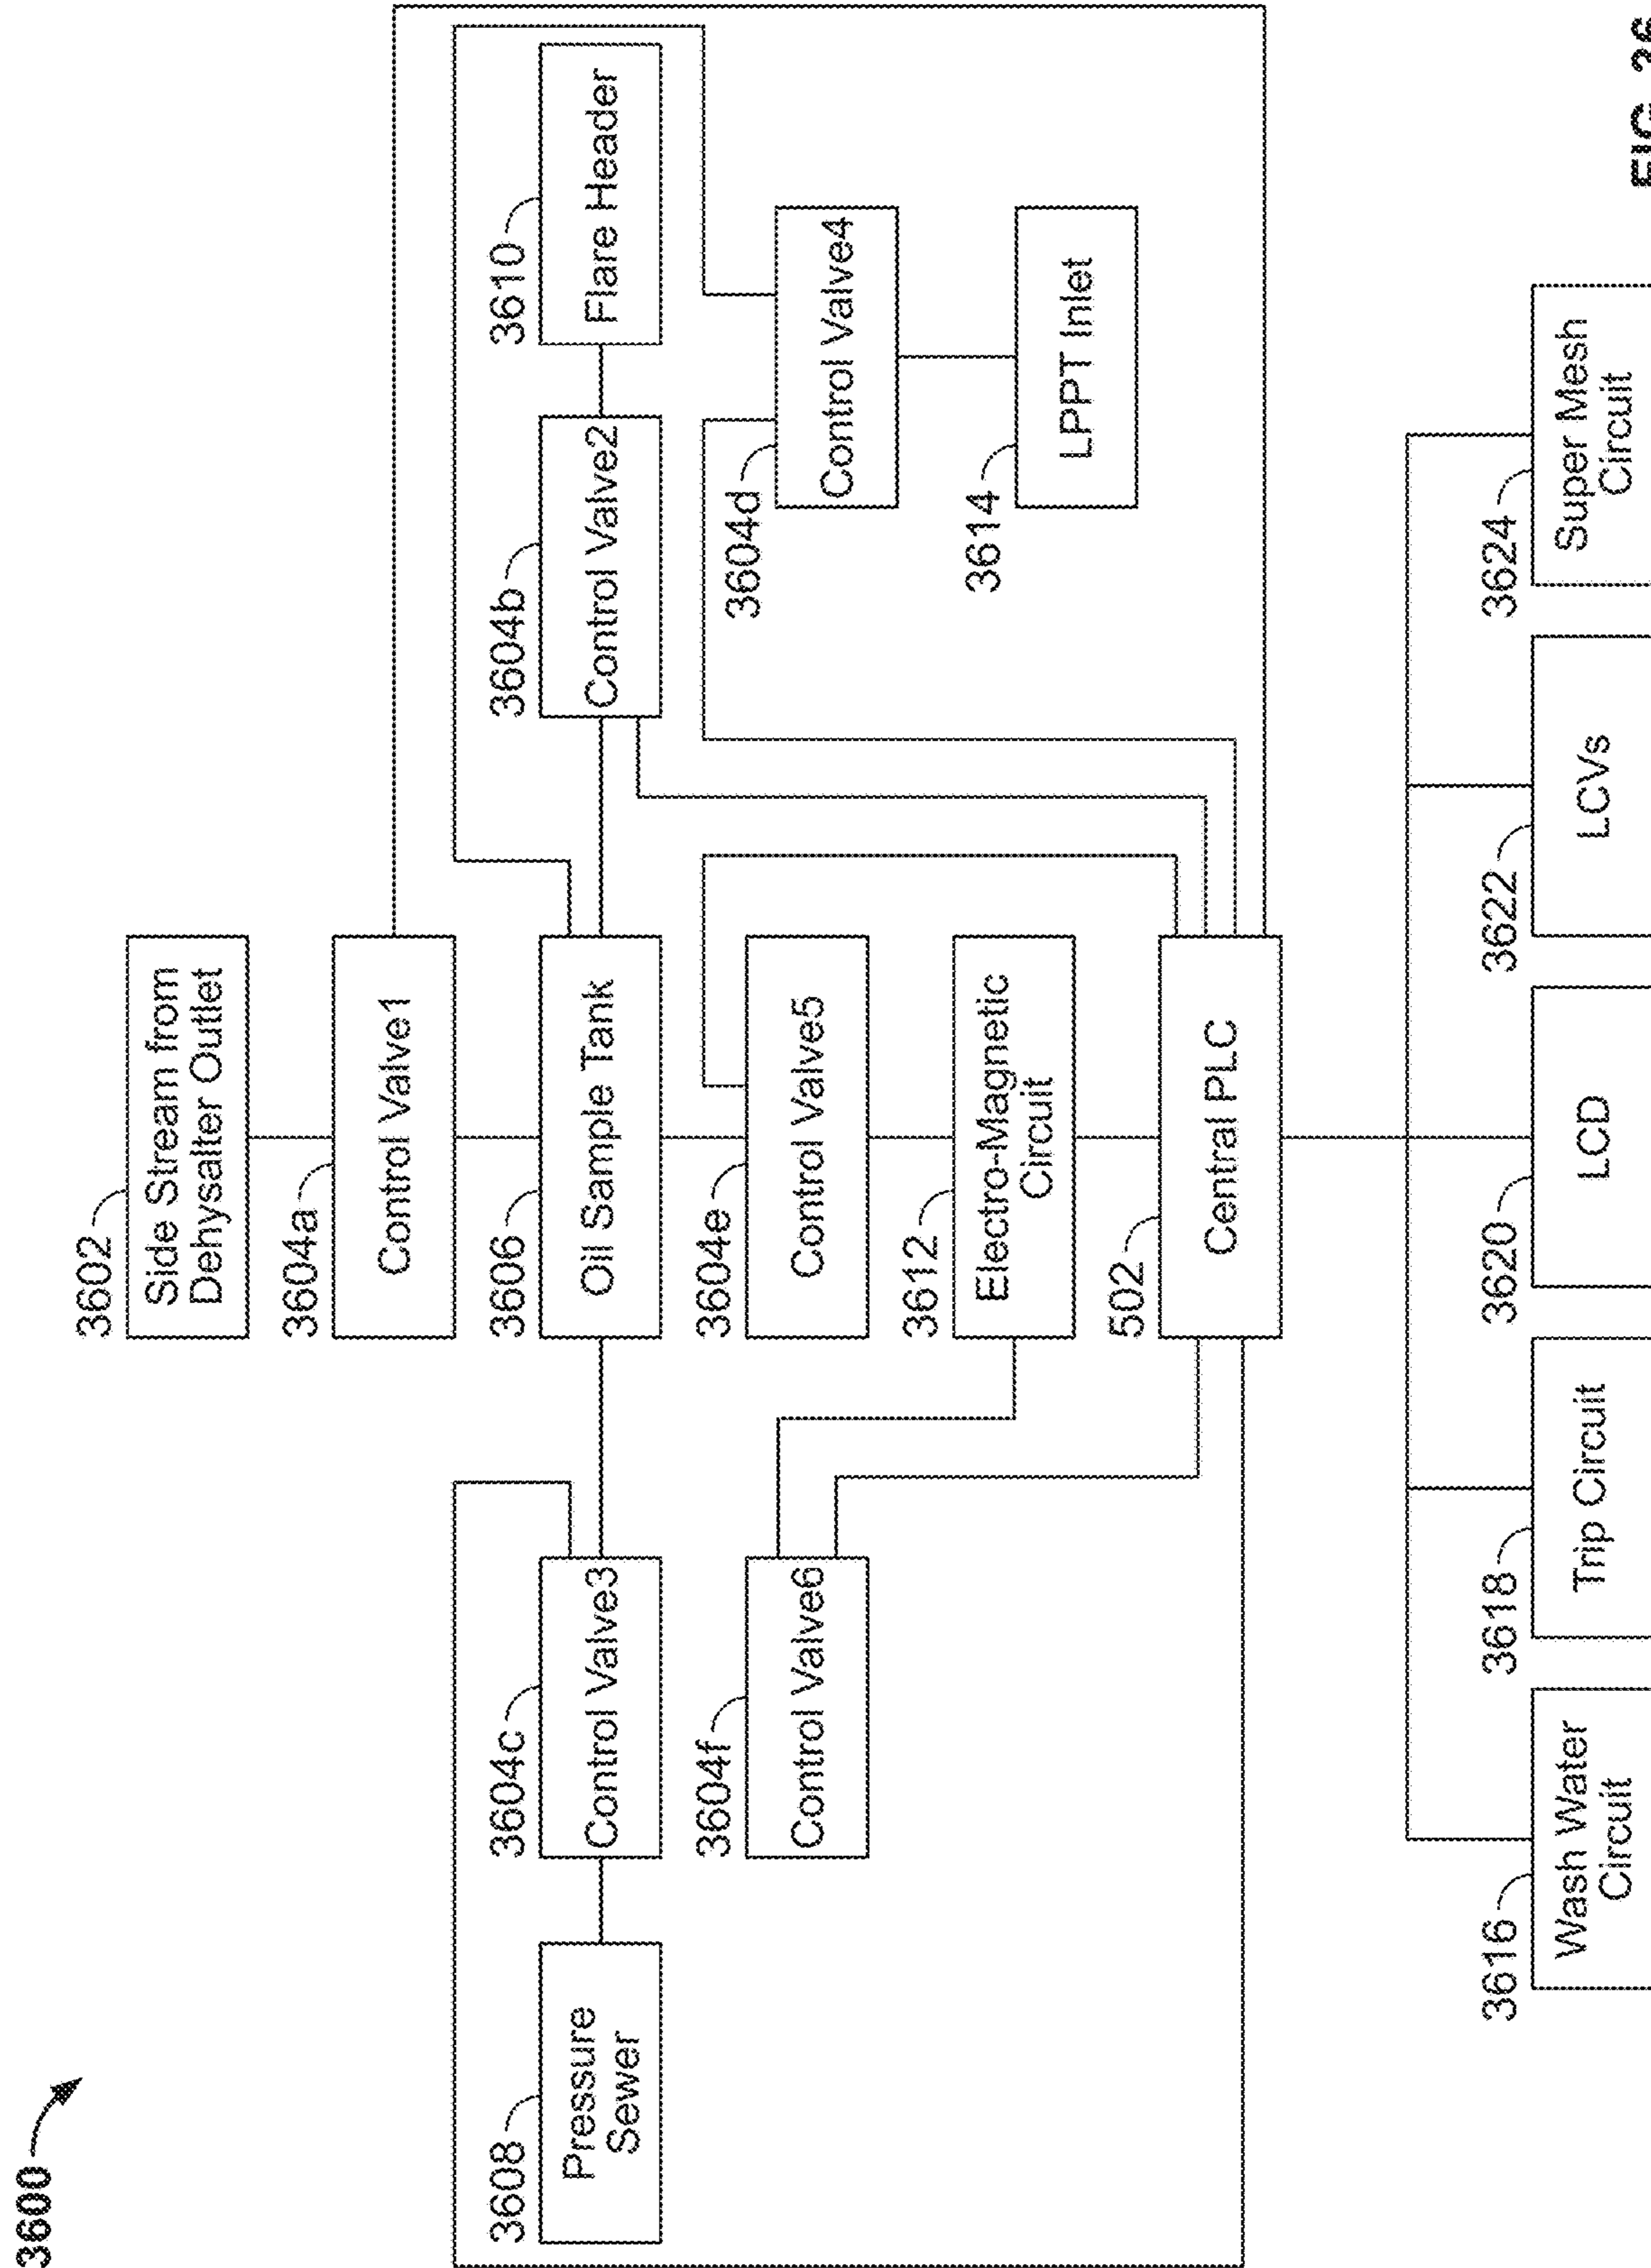 3600
3602
Side Stream from
Dehysalter Outlet
3604a
Control Valve1
3608
Pressure
Sewer
3604c
Control Valve3
3606
Oil Sample Tank
3604b
Control Valve2
3610
Flare Header
3604f
Control Valve6
3604e
Control Valve5
3604d
Control Valve4
3612
Electro-Magnetic
Circuit
3614
LPPT Inlet
502
Central PLC
3616
Wash Water
Circuit
3618
Trip Circuit
3620
LCD
3622
LCVs
3624
Super Mesh
Circuit
FIG. 36